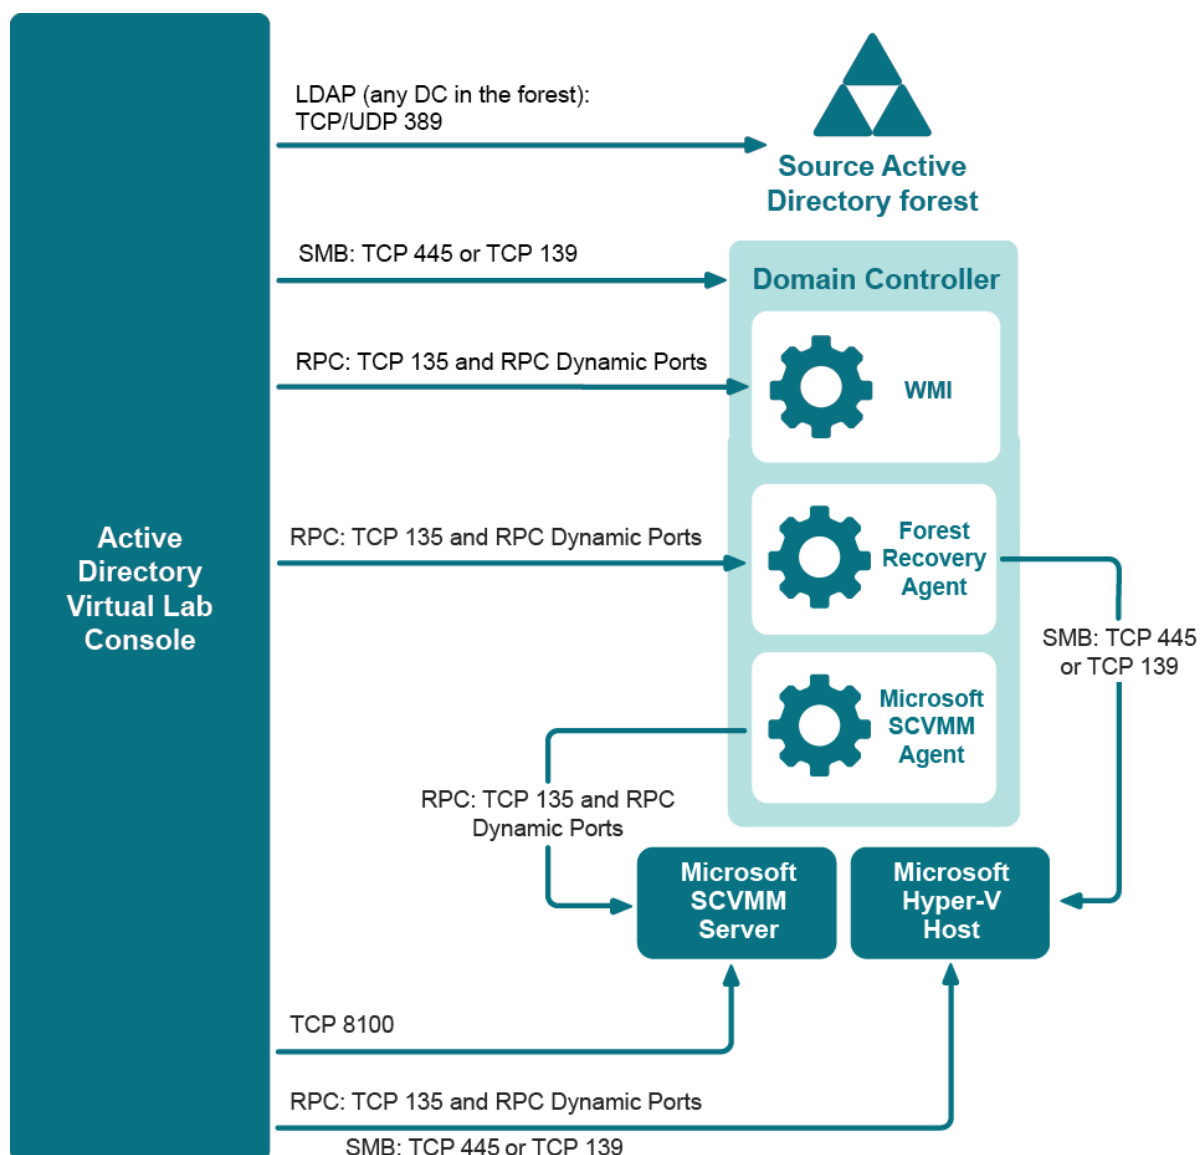 LDAP (any DC in the forest):
TCP/UDP 389
Source Active
Directory forest
SMB: TCP 445 or TCP 139
Domain Controller
RPC: TCP 135 and RPC Dynamic Ports
WMI
Active
Directory
Virtual Lab
Console
RPC: TCP 135 and RPC Dynamic Ports
Forest
Recovery
Agent
SMB: TCP 445
or TCP 139
Microsoft
SCVMM
Agent
RPC: TCP 135 and RPC
Dynamic Ports
Microsoft
SCVMM
Server
Microsoft
Hyper-V
Host
TCP 8100
RPC: TCP 135 and RPC Dynamic Ports
SMB: TCP 445 or TCP 139